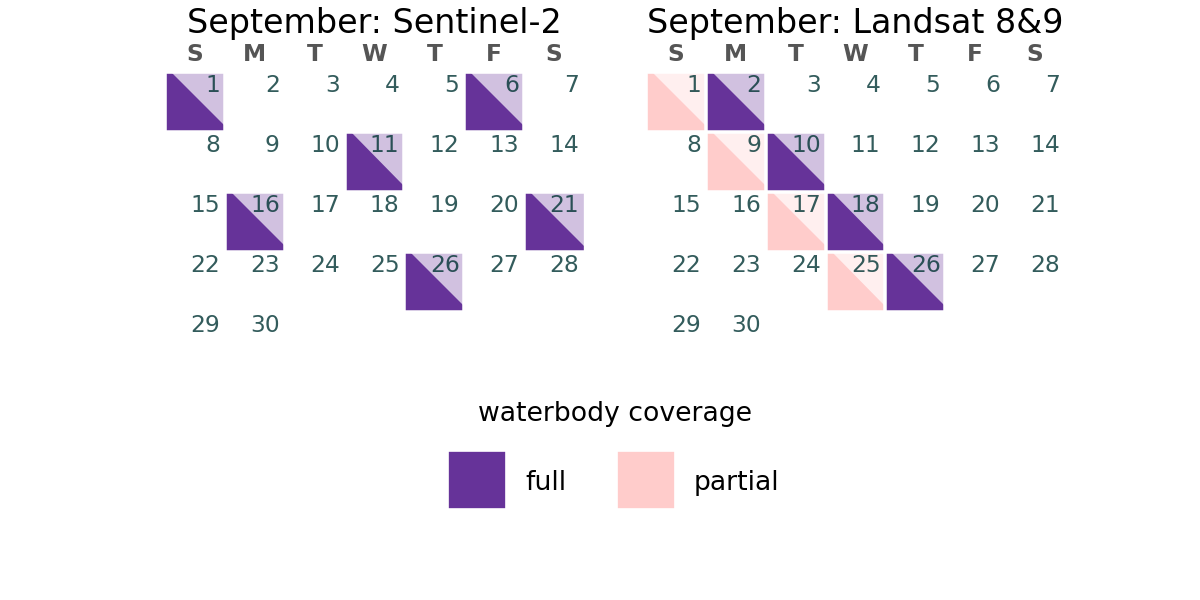 September: Sentinel-2
S M T W T F S
1 2 3 4 5 6 7
8 9 10 11 12 13 14
15 16 17 18 19 20 21
22 23 24 25 26 27 28
29 30
September: Landsat 8&9
S M T W T F S
1 2 3 4 5 6 7
8 9 10 11 12 13 14
15 16 17 18 19 20 21
22 23 24 25 26 27 28
29 30
waterbody coverage
full partial